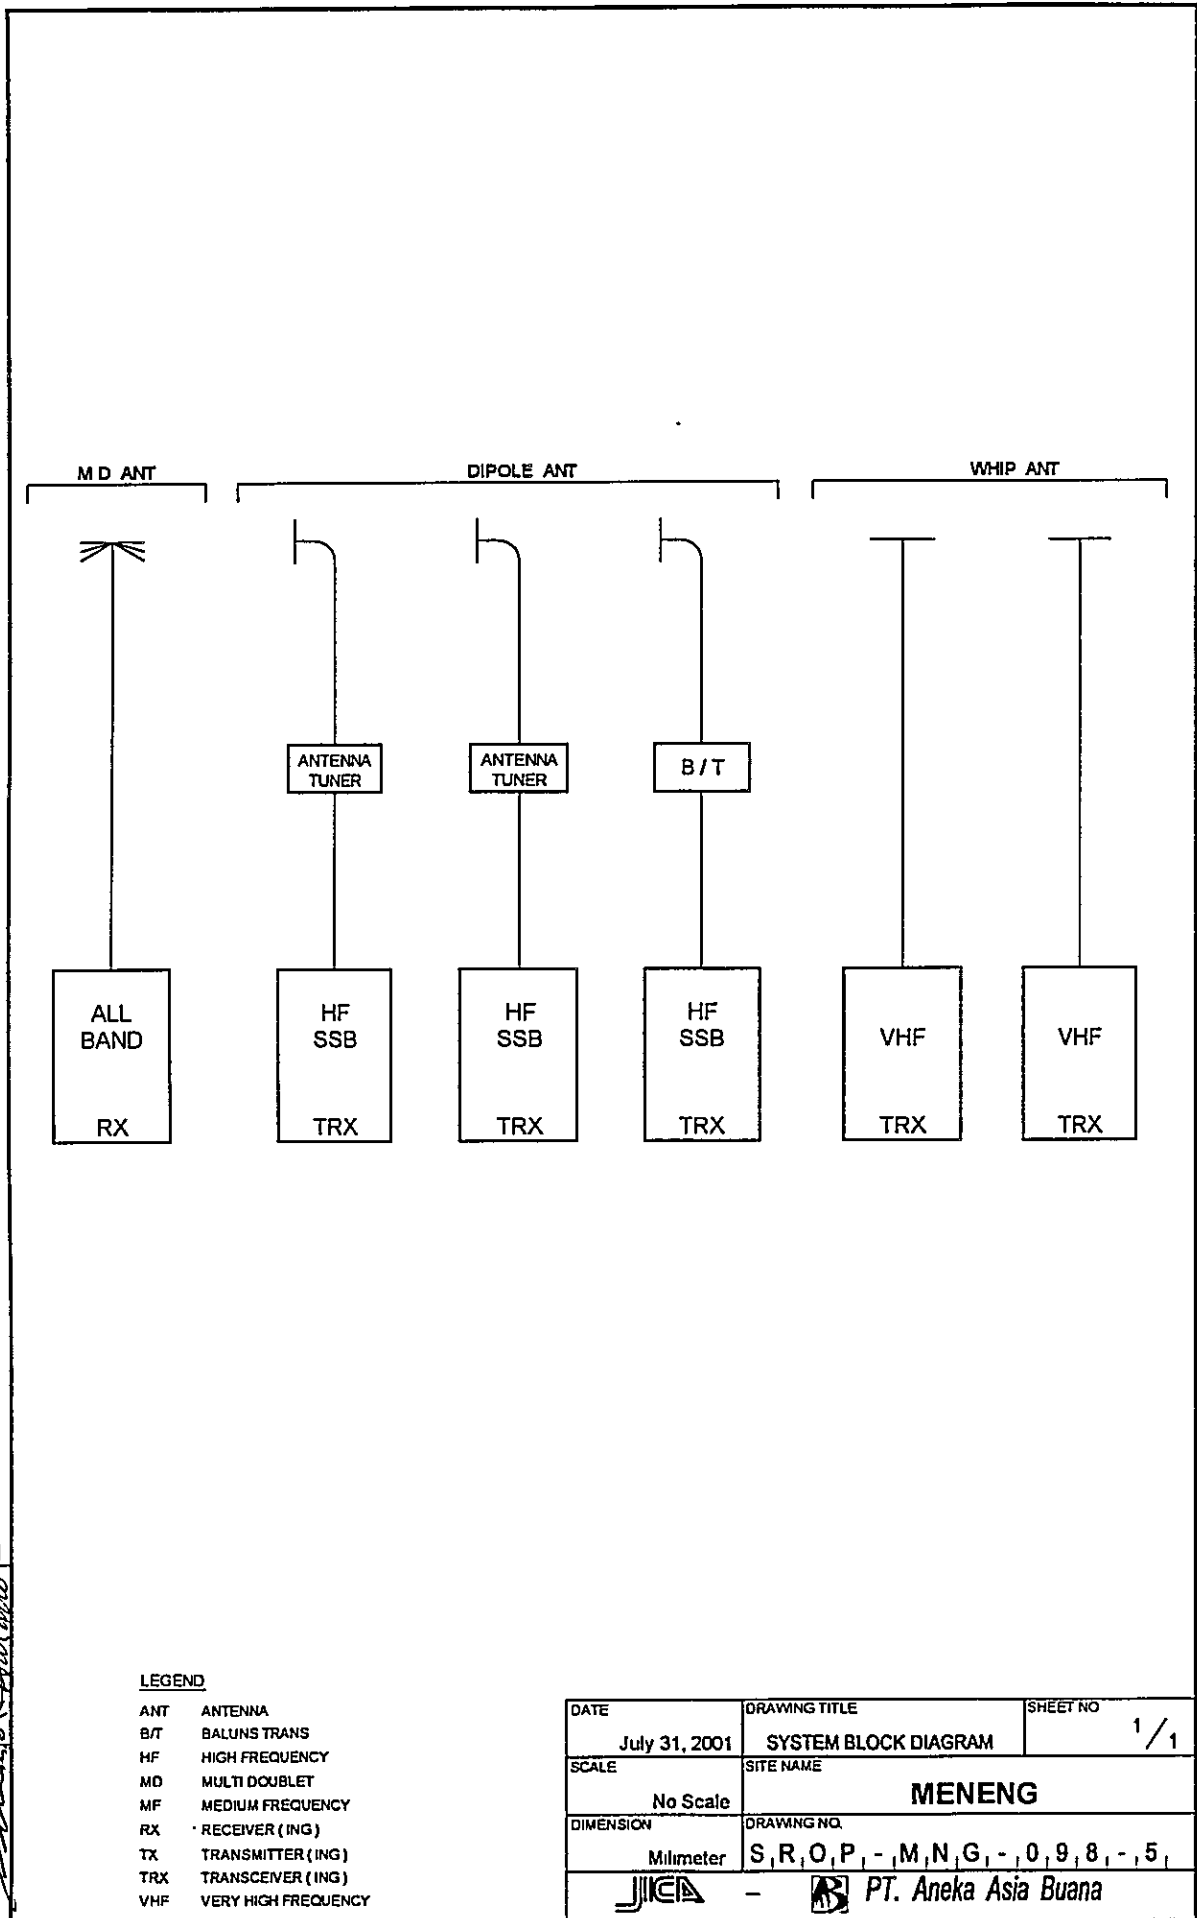 M D ANT
DIPOLE ANT
WHIP ANT
ANTENNA
TUNER
ANTENNA
TUNER
B / T
ALL
BAND
RX
HF
SSB
TRX
HF
SSB
TRX
HF
SSB
TRX
VHF
TRX
VHF
TRX
LEGEND
ANT ANTENNA
B/T BALUNS TRANS
HF HIGH FREQUENCY
MD MULTI DOUBLET
MF MEDIUM FREQUENCY
RX RECEIVER ( ING )
TX TRANSMITTER ( ING )
TRX TRANSCEIVER ( ING )
VHF VERY HIGH FREQUENCY
DATE
July 31, 2001
DRAWING TITLE
SYSTEM BLOCK DIAGRAM
SHEET NO
1/1
SCALE
No Scale
SITE NAME
MENENG
DIMENSION
Milimeter
DRAWING NO.
SROP-MNG-098-5
JICA – PT. Aneka Asia Buana